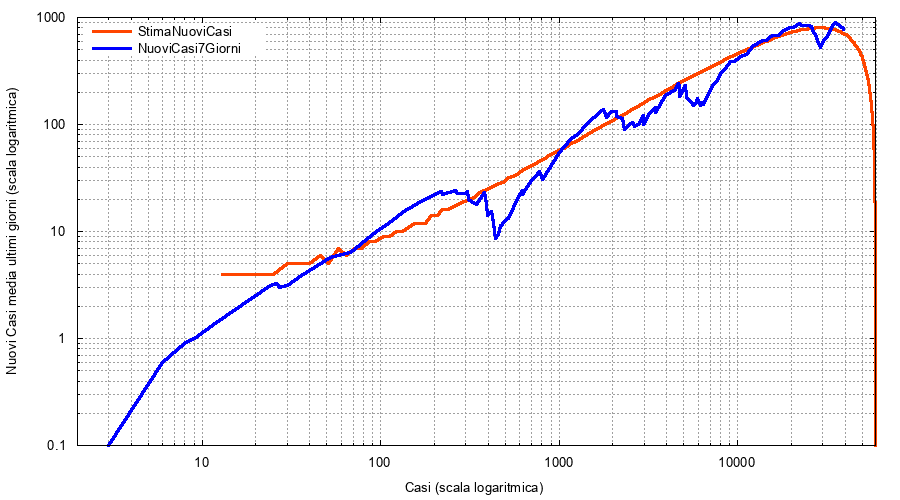 StimaNuoviCasi
NuoviCasi7Giorni
Nuovi Casi media ultimi giorni (scala logaritmica)
1000
100
10
1
0.1
10
100
1000
10000
Casi (scala logaritmica)